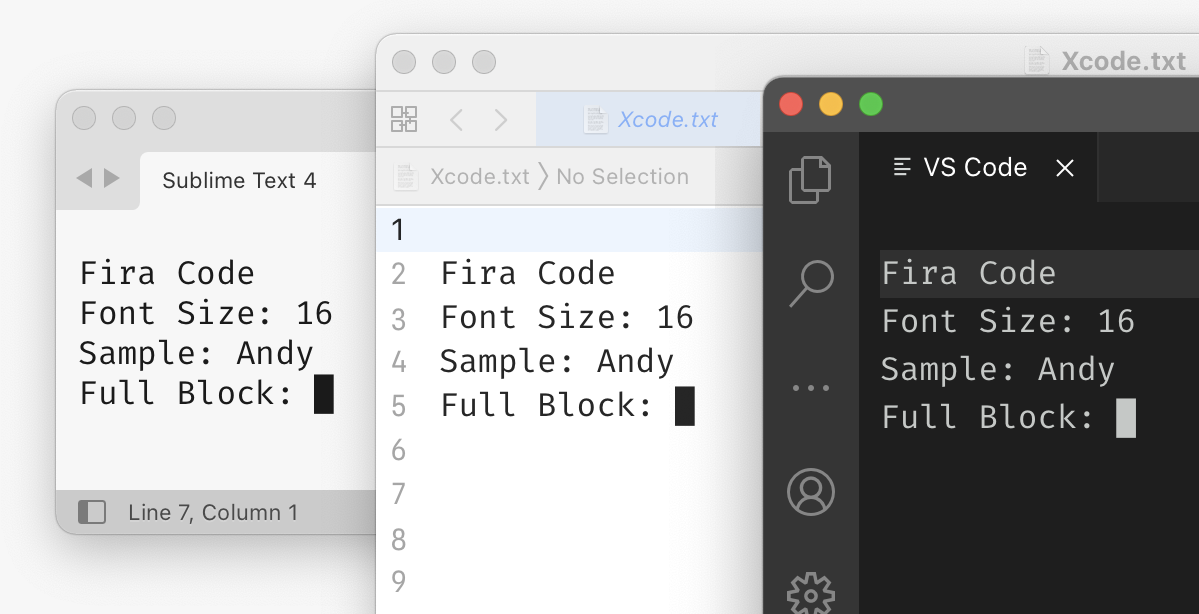 Sublime Text 4
Fira Code
Font Size: 16
Sample: Andy
Full Block: █
Line 7, Column 1
Xcode.txt
Xcode.txt
Xcode.txt No Selection
1
2 Fira Code
3 Font Size: 16
4 Sample: Andy
5 Full Block: █
6
7
8
9
VS Code
Fira Code
Font Size: 16
Sample: Andy
Full Block: █